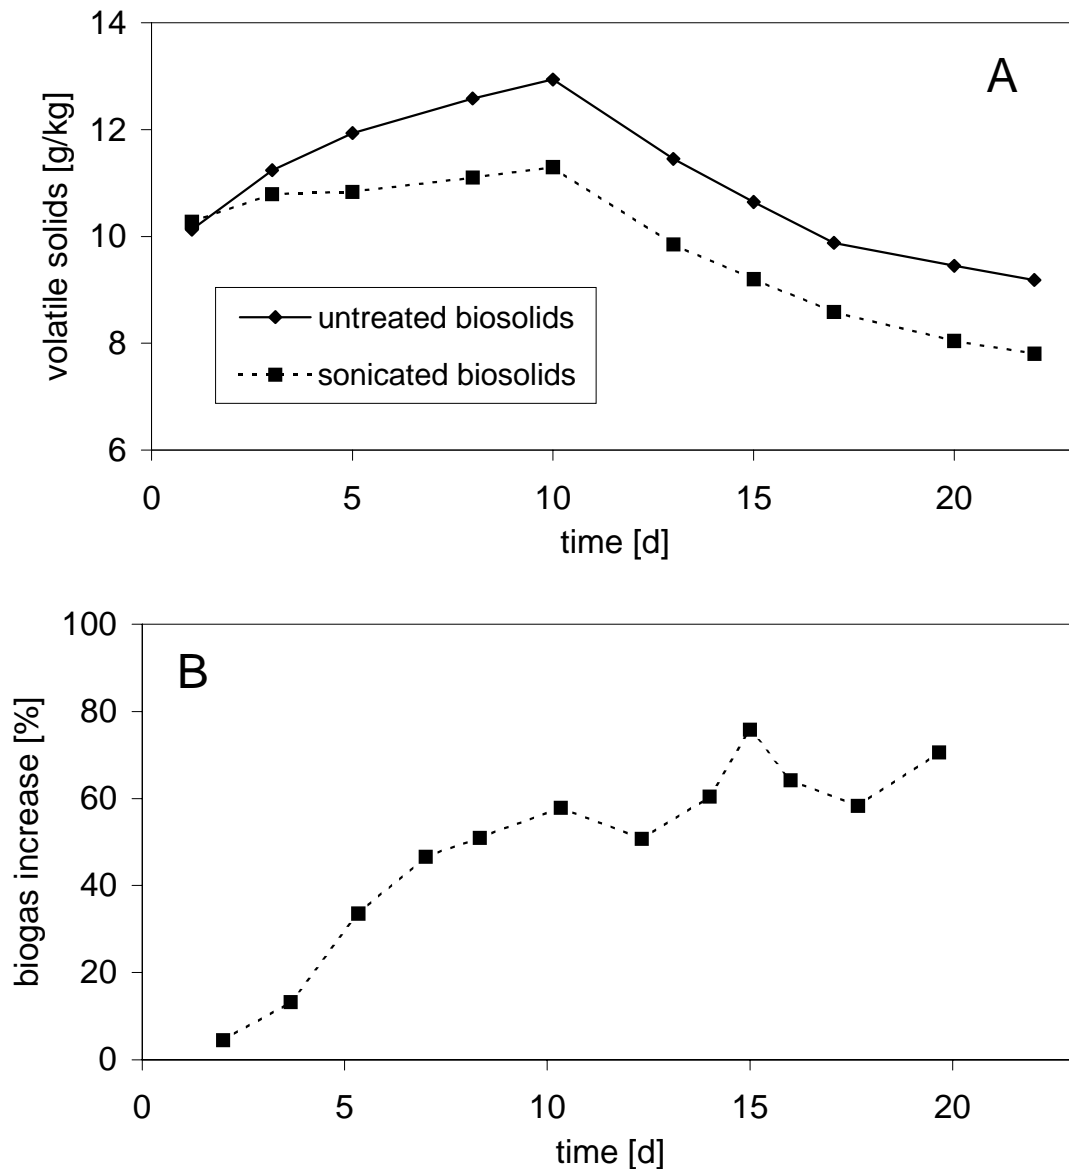 14
12
10
8
6
volatile solids [g/kg]
A
untreated biosolids
sonicated biosolids
0 5 10 15 20
time [d]
100
80
60
40
20
0
biogas increase [%]
B
0 5 10 15 20
time [d]